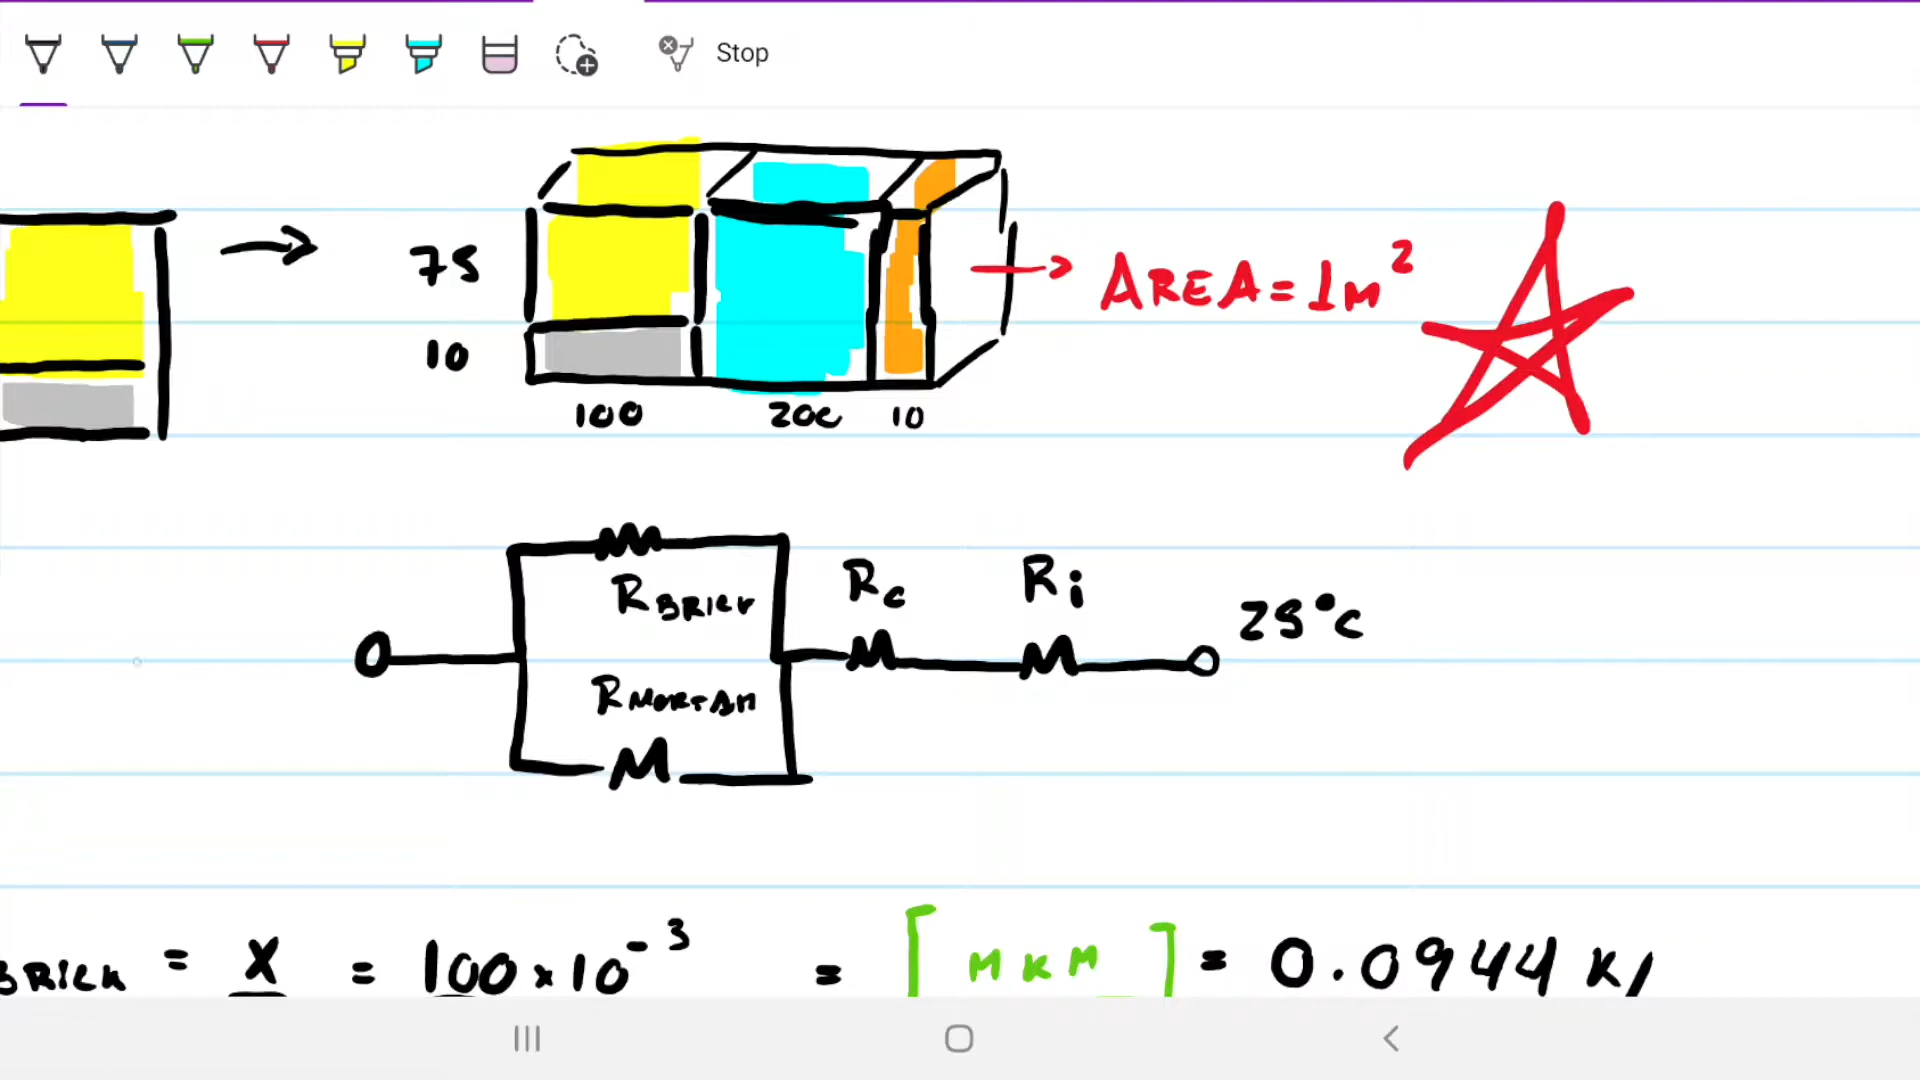 Stop
75
10
AREA = 1m²
100 200 10
RBRICK
Rc
Ri
25°C
RMORTAR
BRICK = X = 100 x 10⁻³ = [ M K M ] = 0.0944 K/